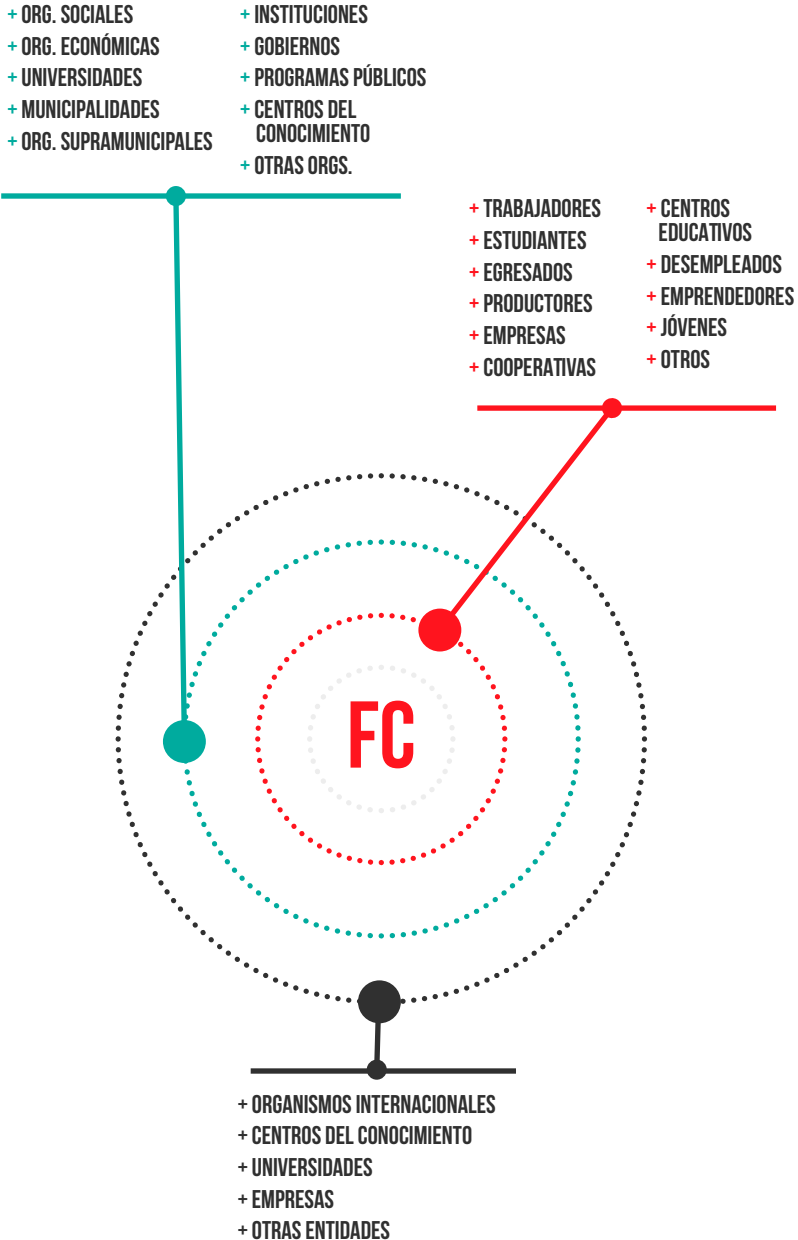 + ORG. SOCIALES
+ ORG. ECONÓMICAS
+ UNIVERSIDADES
+ MUNICIPALIDADES
+ ORG. SUPRAMUNICIPALES
+ INSTITUCIONES
+ GOBIERNOS
+ PROGRAMAS PÚBLICOS
+ CENTROS DEL
CONOCIMIENTO
+ OTRAS ORGS.
+ TRABAJADORES
+ ESTUDIANTES
+ EGRESADOS
+ PRODUCTORES
+ EMPRESAS
+ COOPERATIVAS
+ CENTROS
EDUCATIVOS
+ DESEMPLEADOS
+ EMPRENDEDORES
+ JÓVENES
+ OTROS
FC
+ ORGANISMOS INTERNACIONALES
+ CENTROS DEL CONOCIMIENTO
+ UNIVERSIDADES
+ EMPRESAS
+ OTRAS ENTIDADES